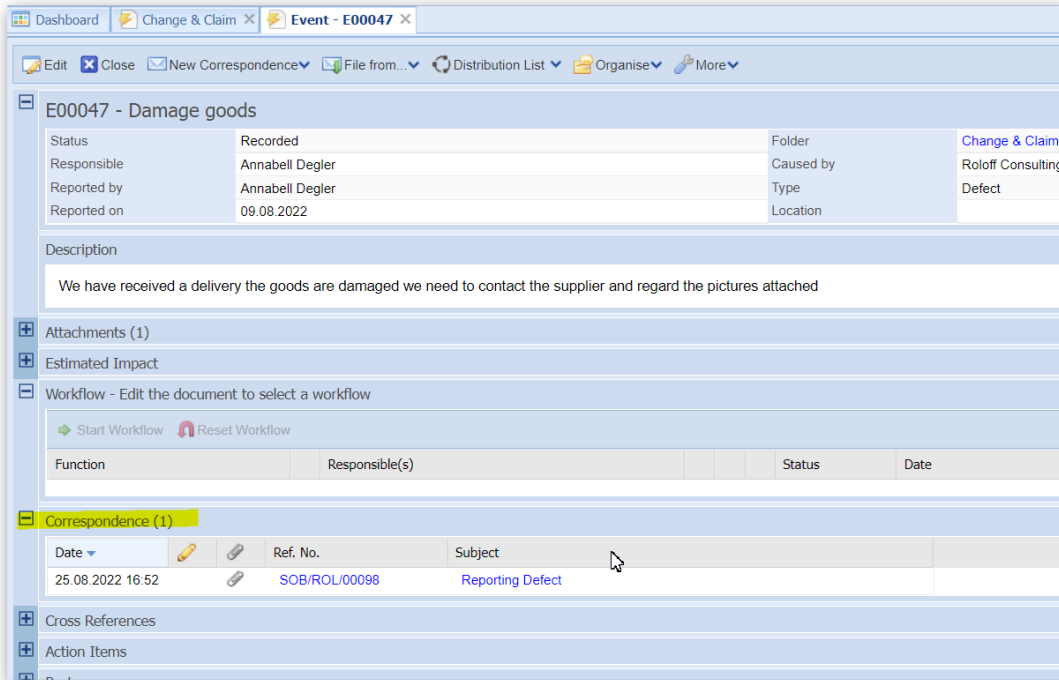 Dashboard Change & Claim Event - E00047
Edit Close New Correspondence File from... Distribution List Organise More
E00047 - Damage goods
Status Recorded Folder Change & Claim
Responsible Annabell Degler Caused by Roloff Consulting
Reported by Annabell Degler Type Defect
Reported on 09.08.2022 Location
Description
We have received a delivery the goods are damaged we need to contact the supplier and regard the pictures attached
Attachments (1)
Estimated Impact
Workflow - Edit the document to select a workflow
Start Workflow Reset Workflow
Function Responsible(s) Status Date
Correspondence (1)
Date Ref. No. Subject
25.08.2022 16:52 SOB/ROL/00098 Reporting Defect
Cross References
Action Items